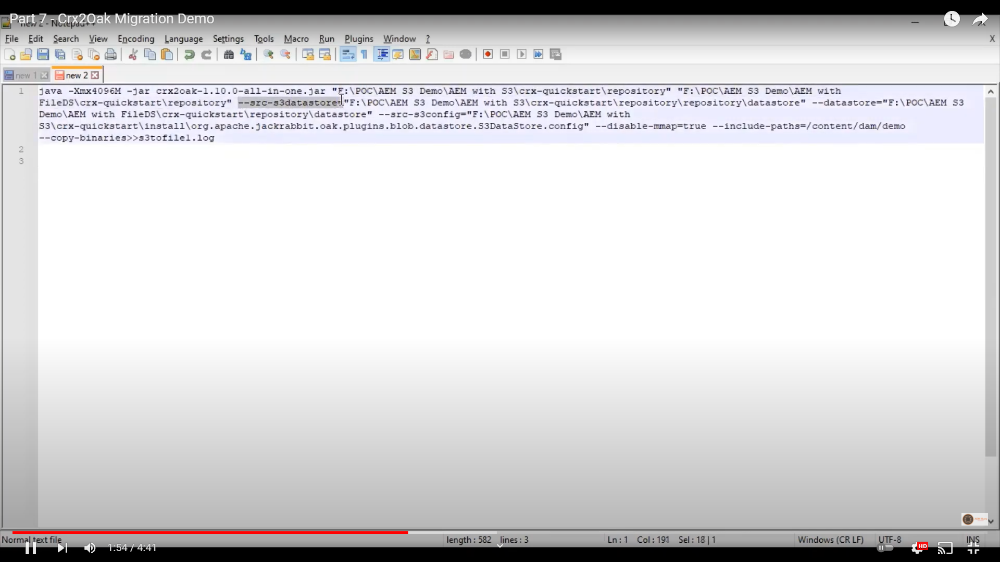 Part 7 - Crx2Oak Migration Demo
*new 2 - Notepad++
File Edit Search View Encoding Language Settings Tools Macro Run Plugins Window ? X
new 1 new 2
1 java -Xmx4096M -jar crx2oak-1.10.0-all-in-one.jar "F:\POC\AEM S3 Demo\AEM with S3\crx-quickstart\repository" "F:\POC\AEM S3 Demo\AEM with
FileDS\crx-quickstart\repository" --src-s3datastore="F:\POC\AEM S3 Demo\AEM with S3\crx-quickstart\repository\repository\datastore" --datastore="F:\POC\AEM S3
Demo\AEM with FileDS\crx-quickstart\repository\datastore" --src-s3config="F:\POC\AEM S3 Demo\AEM with
S3\crx-quickstart\install\org.apache.jackrabbit.oak.plugins.blob.datastore.S3DataStore.config" --disable-mmap=true --include-paths=/content/dam/demo
--copy-binaries>>s3tofile1.log
2
3
Normal text file length : 582 lines : 3 Ln : 1 Col : 191 Sel : 18 | 1 Windows (CR LF) UTF-8 INS
1:54 / 4:41 HD